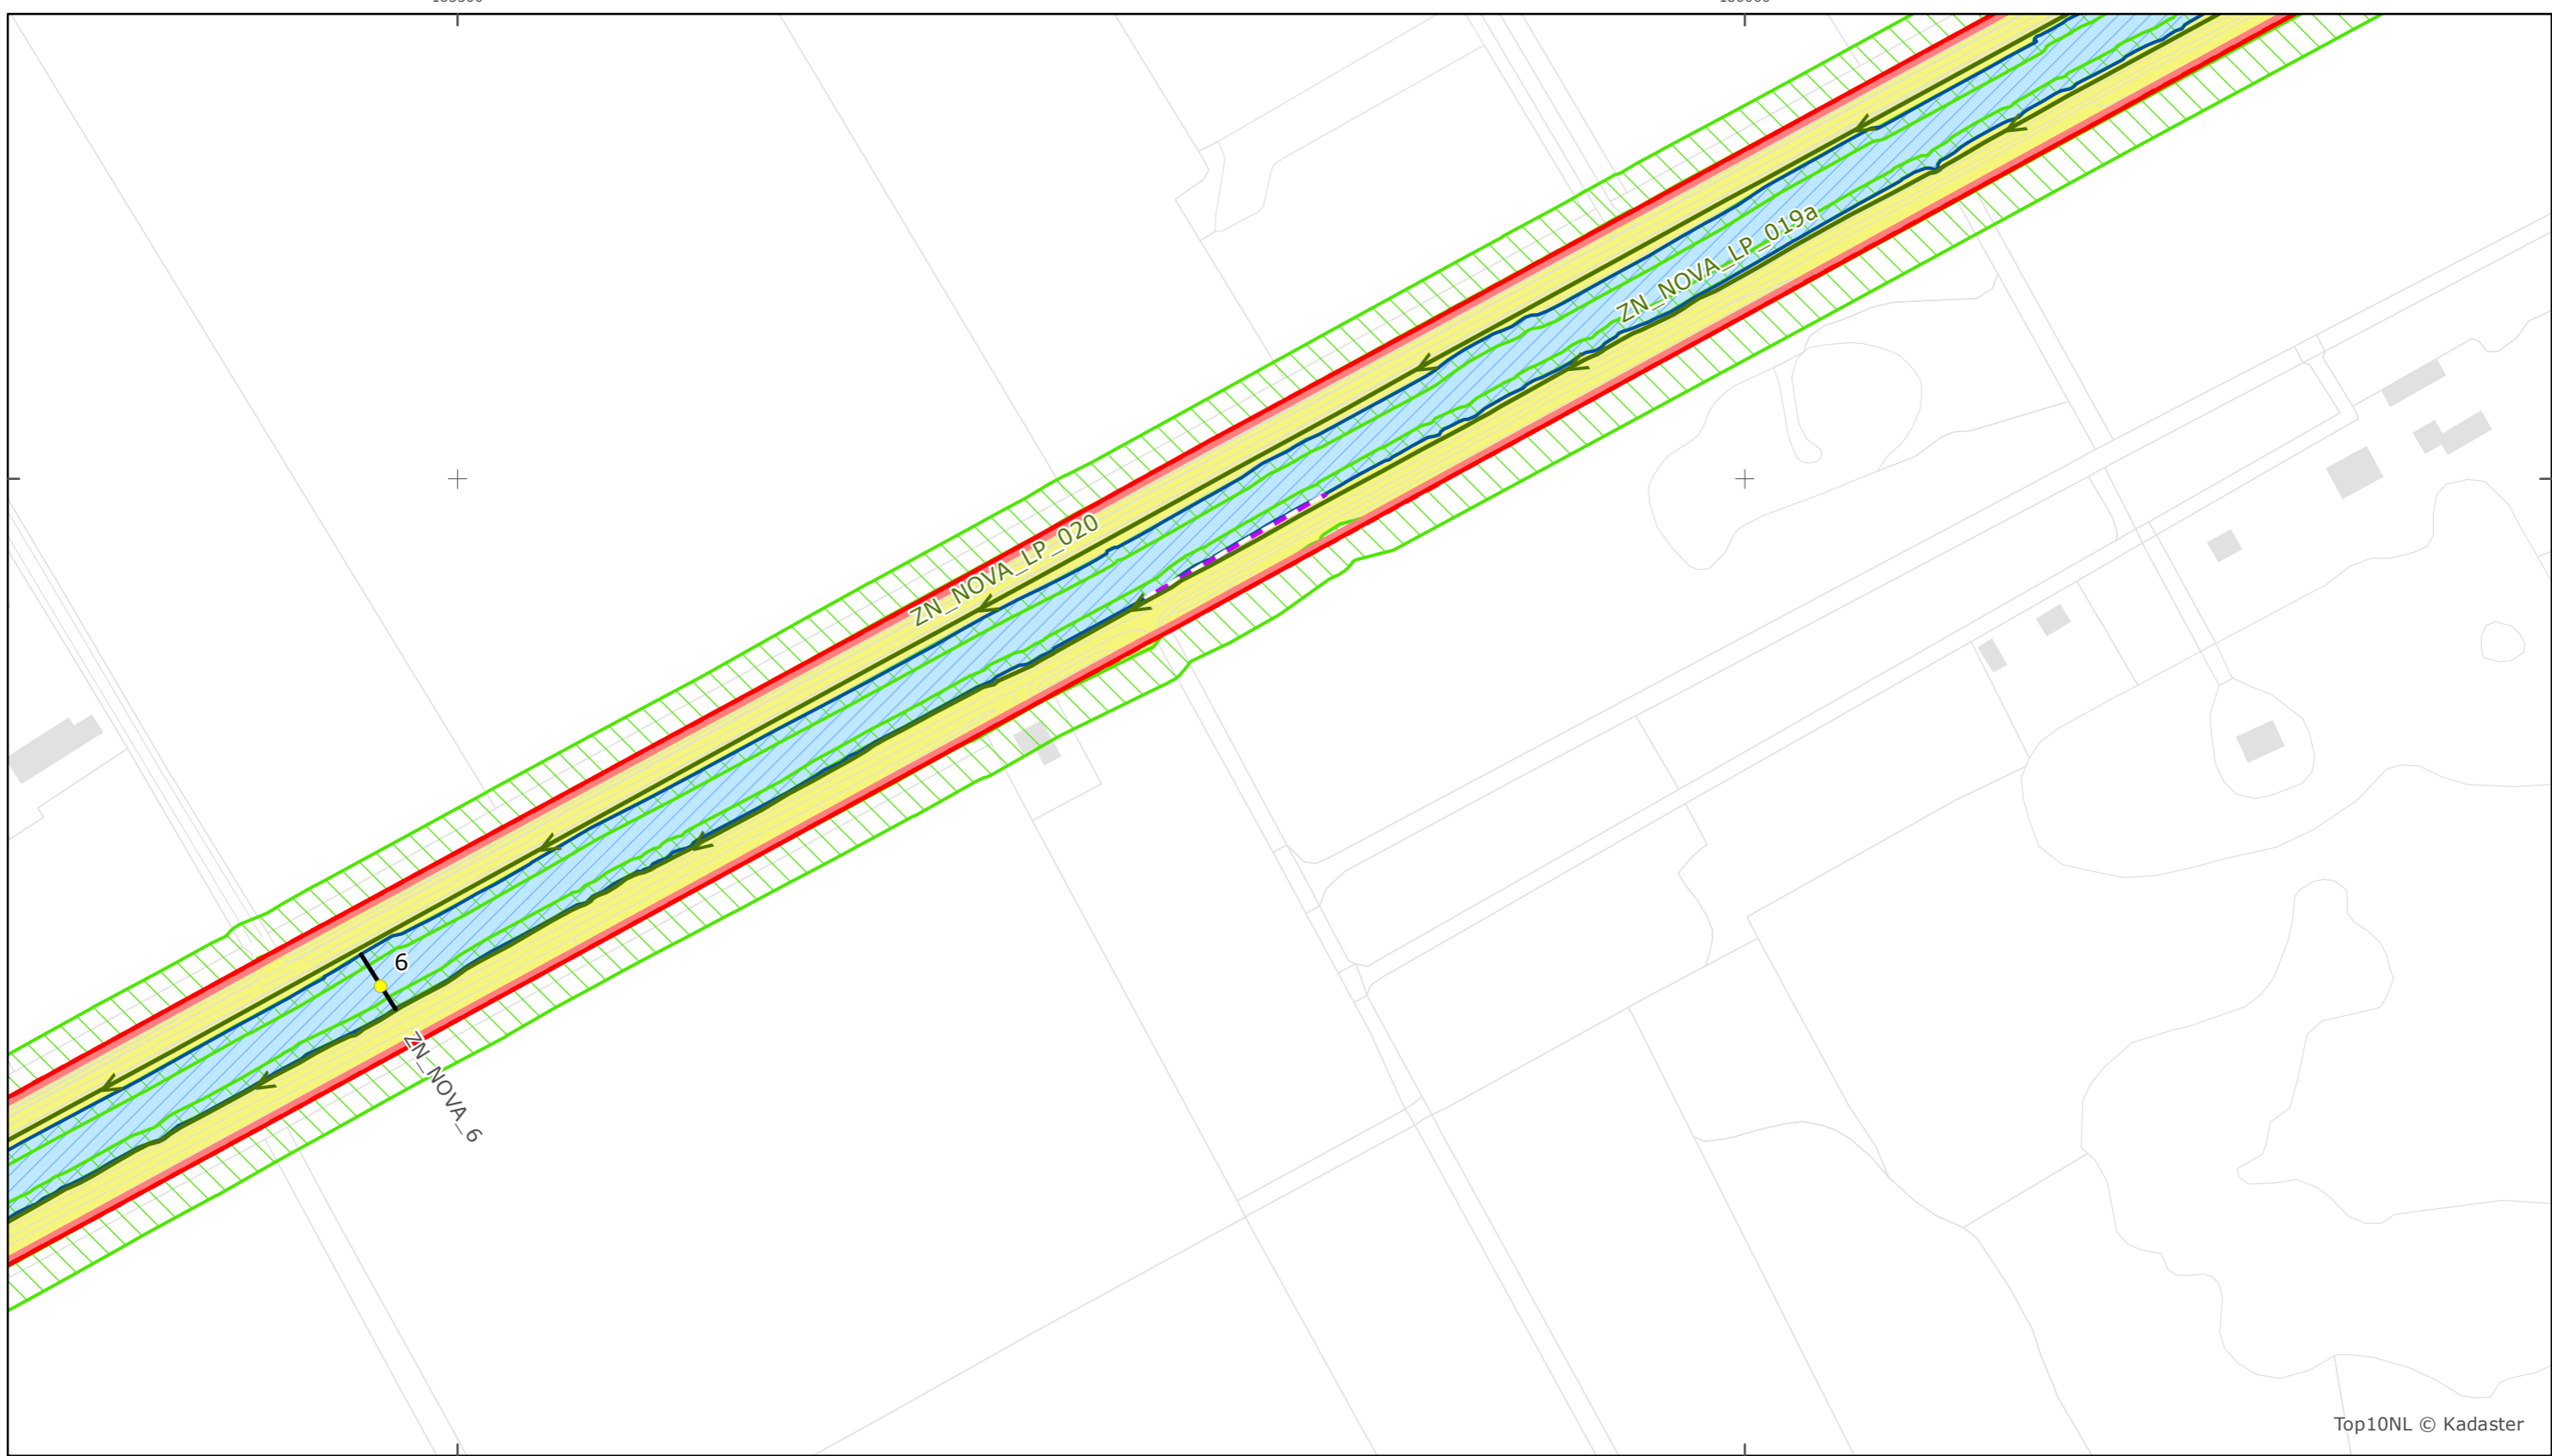 ZN_NOVA_LP_019a
ZN_NOVA_LP_020
6
ZN_NOVA_6
Top10NL © Kadaster